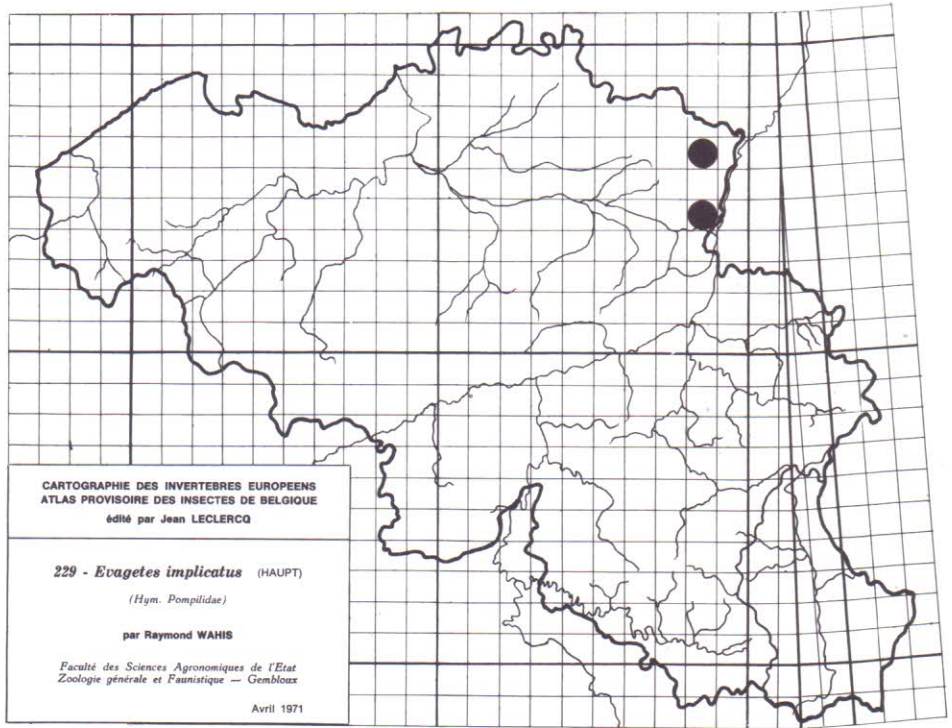 CARTOGRAPHIE DES INVERTEBRES EUROPEENS
ATLAS PROVISOIRE DES INSECTES DE BELGIQUE
édité par Jean LECLERCQ
229 - Evagetes implicatus (HAUPT)
(Hym. Pompilidae)
par Raymond WAHIS
Faculté des Sciences Agronomiques de l'Etat
Zoologie générale et Faunistique — Gembloux
Avril 1971